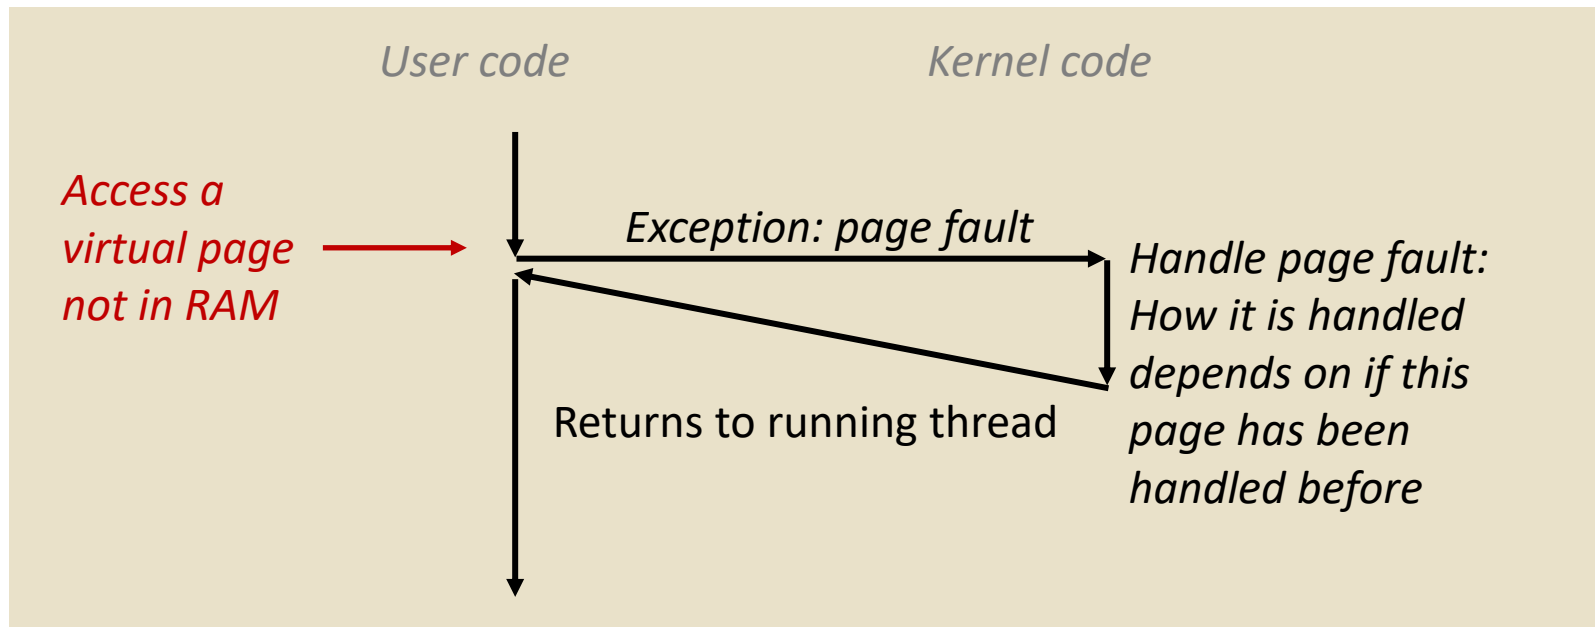 User code
Kernel code
Access a
virtual page
not in RAM
Exception: page fault
Handle page fault:
How it is handled
depends on if this
page has been
handled before
Returns to running thread